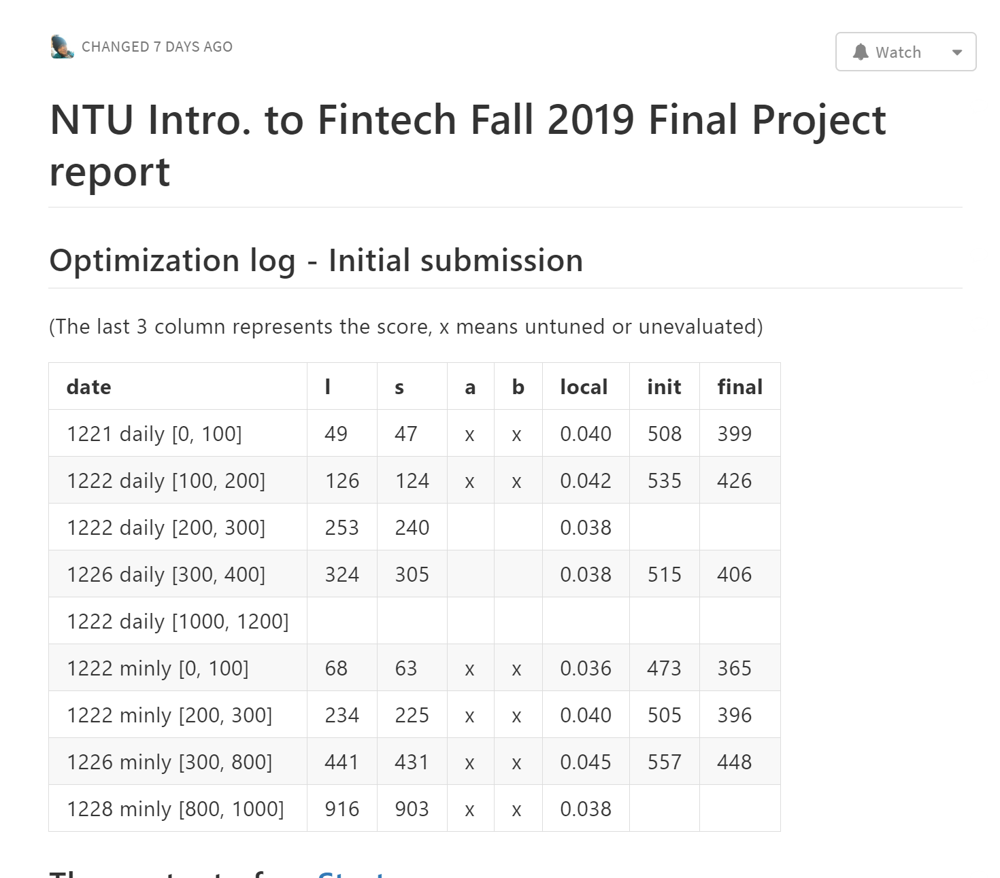 CHANGED 7 DAYS AGO
Watch
NTU Intro. to Fintech Fall 2019 Final Project
report
Optimization log - Initial submission
(The last 3 column represents the score, x means untuned or unevaluated)
date l s a b local init final
1221 daily [0, 100] 49 47 x x 0.040 508 399
1222 daily [100, 200] 126 124 x x 0.042 535 426
1222 daily [200, 300] 253 240 0.038
1226 daily [300, 400] 324 305 0.038 515 406
1222 daily [1000, 1200]
1222 minly [0, 100] 68 63 x x 0.036 473 365
1222 minly [200, 300] 234 225 x x 0.040 505 396
1226 minly [300, 800] 441 431 x x 0.045 557 448
1228 minly [800, 1000] 916 903 x x 0.038